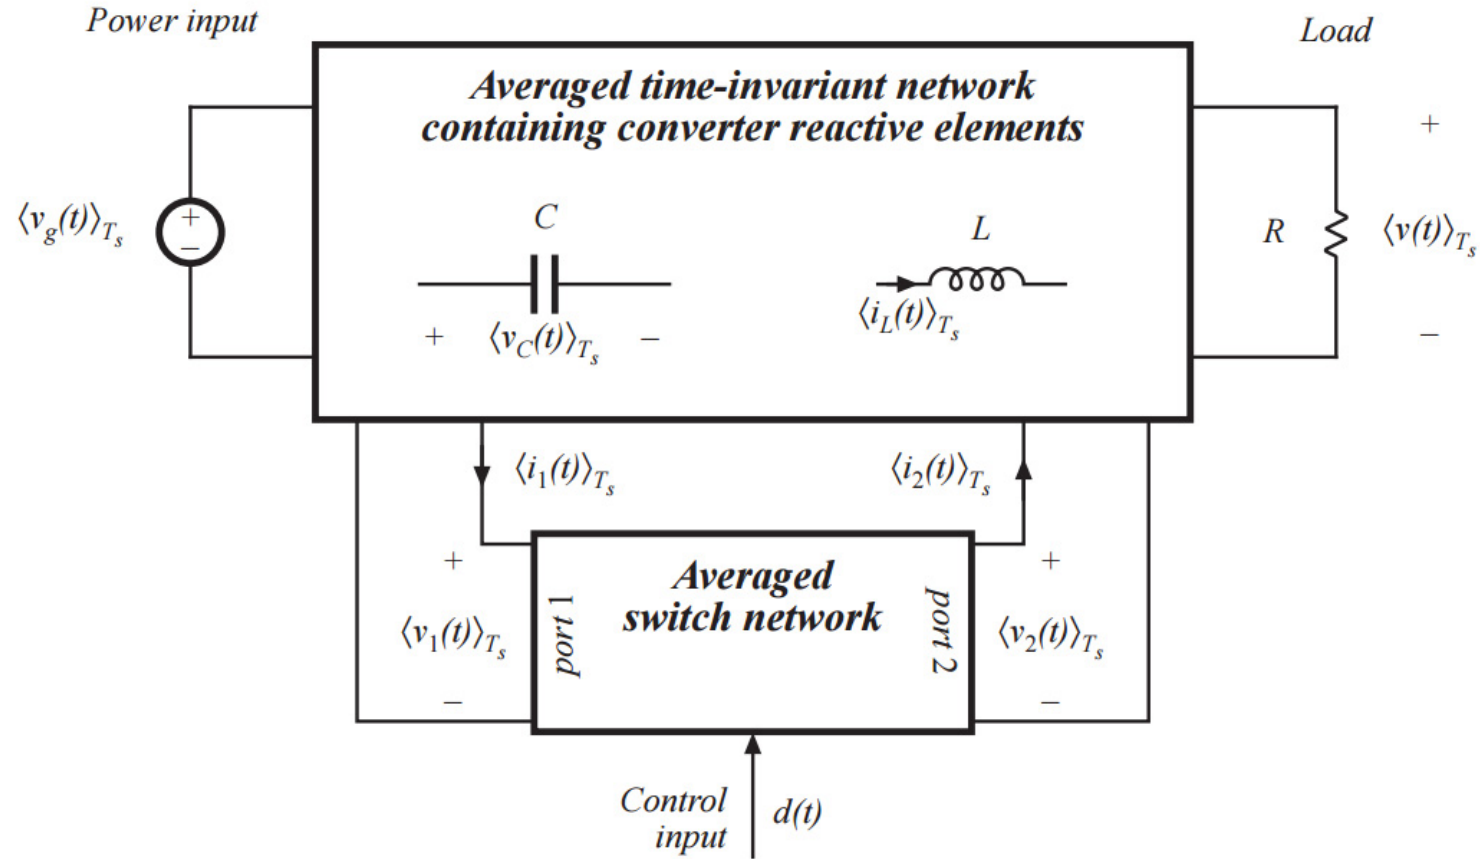 Power input
Load
Averaged time-invariant network
containing converter reactive elements
+
⟨v_g(t)⟩_{T_s}
+
−
C
L
R
⟨v(t)⟩_{T_s}
+
⟨v_C(t)⟩_{T_s}
−
⟨i_L(t)⟩_{T_s}
−
⟨i_1(t)⟩_{T_s}
⟨i_2(t)⟩_{T_s}
+
Averaged
switch network
+
⟨v_1(t)⟩_{T_s}
port 1
port 2
⟨v_2(t)⟩_{T_s}
−
−
Control
input
d(t)